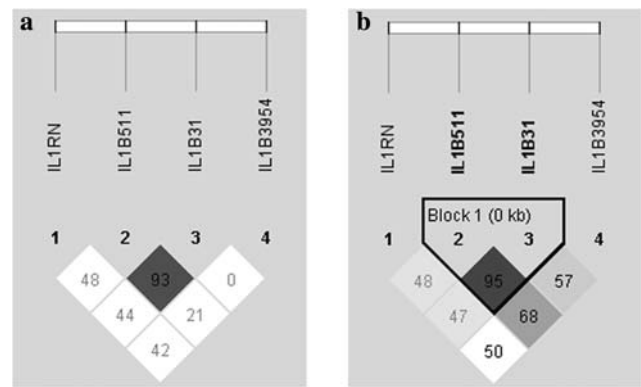 a
IL1RN
IL1B511
IL1B31
IL1B3954
1 2 3 4
48 93 0
44 21
42
b
IL1RN
IL1B511
IL1B31
IL1B3954
Block 1 (0 kb)
1 2 3 4
48 95 57
47 68
50